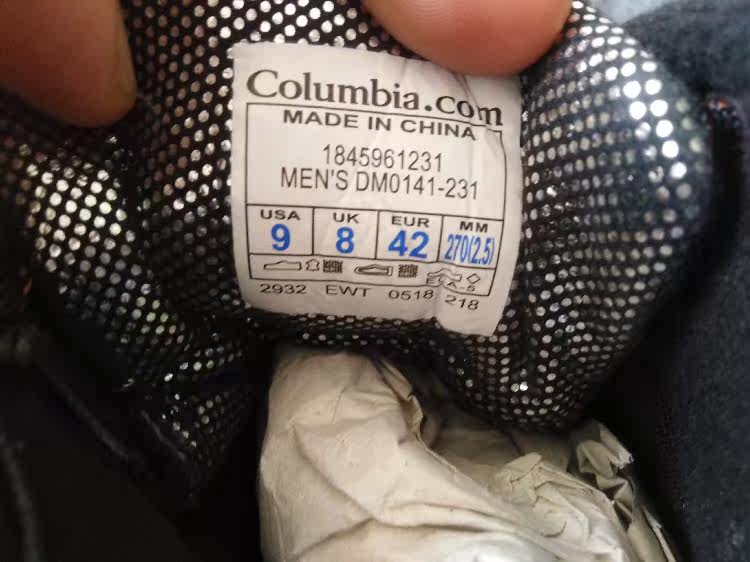 Columbia.com
MADE IN CHINA
1845961231
MEN'S DM0141-231
USA UK EUR MM
9 8 42 270(2.5)
2932 EWT 0518 218